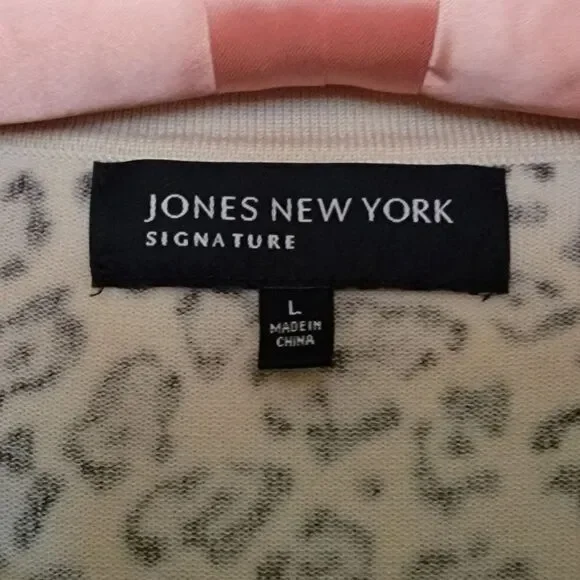 JONES NEW YORK
SIGNATURE
L
MADE IN
CHINA